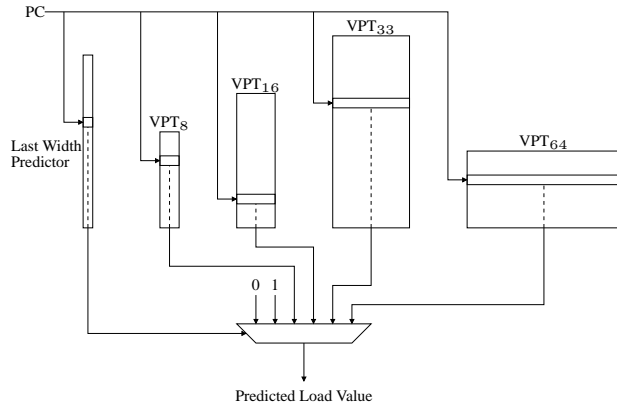 PC
VPT33
VPT16
VPT8
Last Width
Predictor
VPT64
0 1
Predicted Load Value